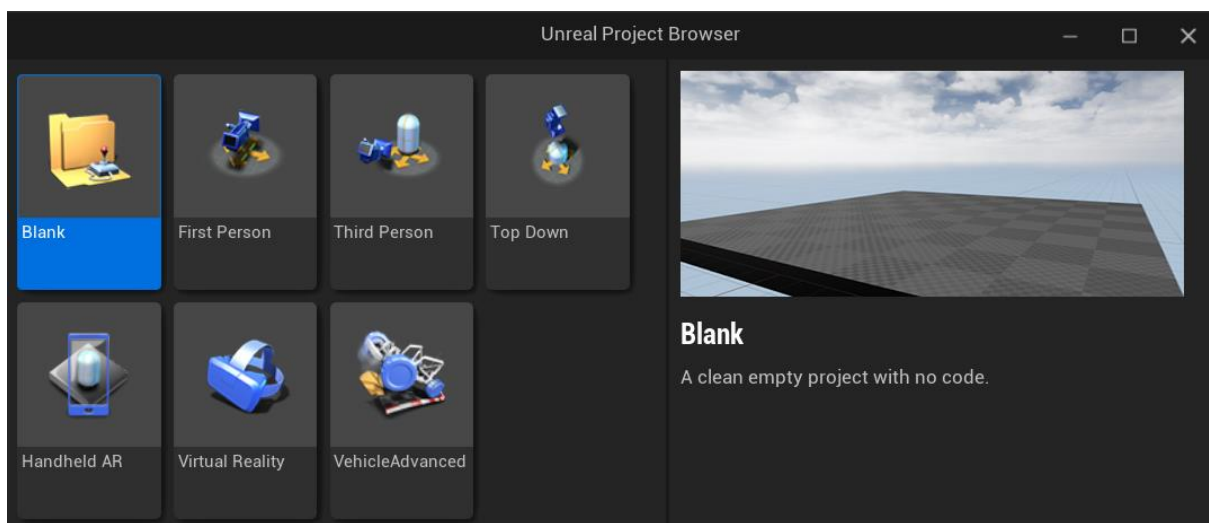 Unreal Project Browser
Blank
First Person
Third Person
Top Down
Handheld AR
Virtual Reality
VehicleAdvanced
Blank
A clean empty project with no code.